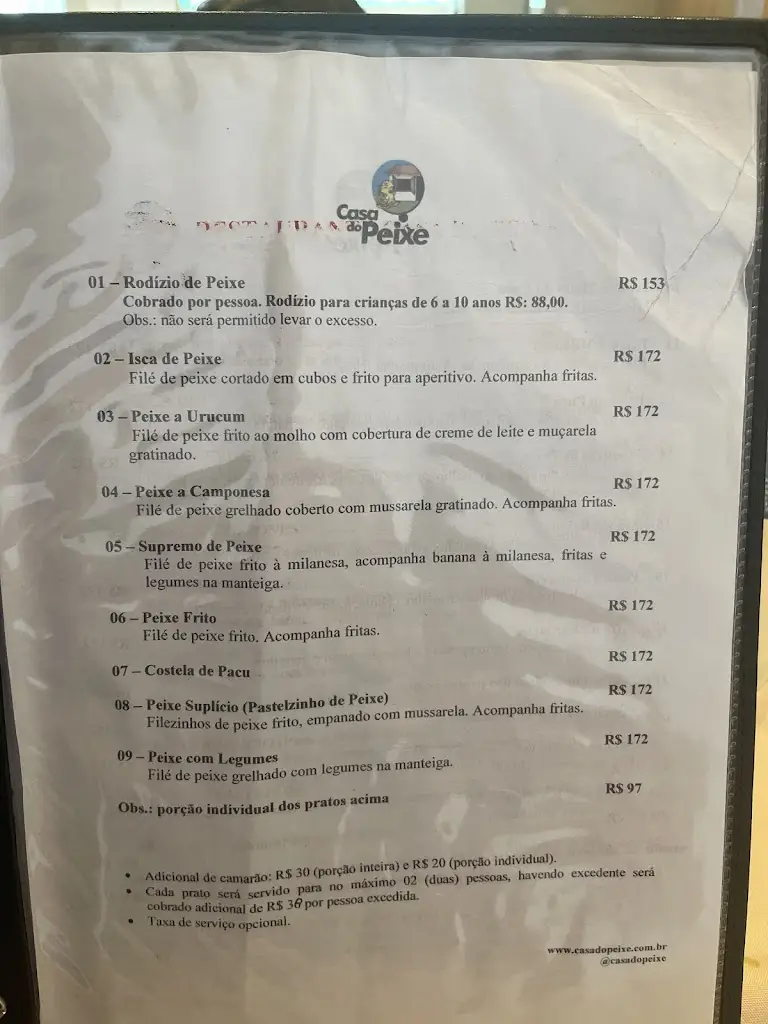 Casa
do
Peixe
01 – Rodízio de Peixe R$ 153
Cobrado por pessoa. Rodízio para crianças de 6 a 10 anos R$: 88,00.
Obs.: não será permitido levar o excesso.
02 – Isca de Peixe R$ 172
Filé de peixe cortado em cubos e frito para aperitivo. Acompanha fritas.
03 – Peixe a Urucum R$ 172
Filé de peixe frito ao molho com cobertura de creme de leite e muçarela
gratinado.
04 – Peixe a Camponesa R$ 172
Filé de peixe grelhado coberto com mussarela gratinado. Acompanha fritas.
05 – Supremo de Peixe R$ 172
Filé de peixe frito à milanesa, acompanha banana à milanesa, fritas e
legumes na manteiga.
06 – Peixe Frito R$ 172
Filé de peixe frito. Acompanha fritas.
07 – Costela de Pacu R$ 172
08 – Peixe Suplício (Pastelzinho de Peixe) R$ 172
Filezinhos de peixe frito, empanado com mussarela. Acompanha fritas.
09 – Peixe com Legumes R$ 172
Filé de peixe grelhado com legumes na manteiga.
Obs.: porção individual dos pratos acima R$ 97
• Adicional de camarão: R$ 30 (porção inteira) e R$ 20 (porção individual).
• Cada prato será servido para no máximo 02 (duas) pessoas, havendo excedente será
cobrado adicional de R$ 30 por pessoa excedida.
• Taxa de serviço opcional.
www.casadopeixe.com.br
@casadopeixe